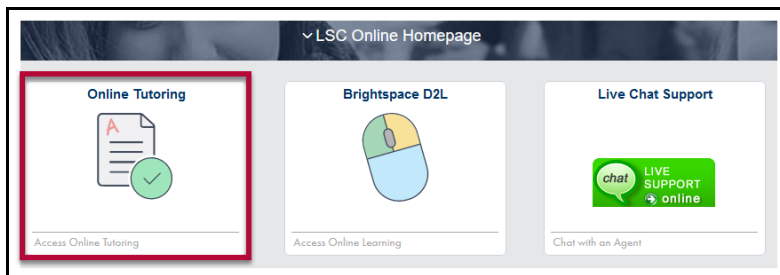 LSC Online Homepage
Online Tutoring
A
Access Online Tutoring
Brightspace D2L
Access Online Learning
Live Chat Support
chat
LIVE
SUPPORT
online
Chat with an Agent